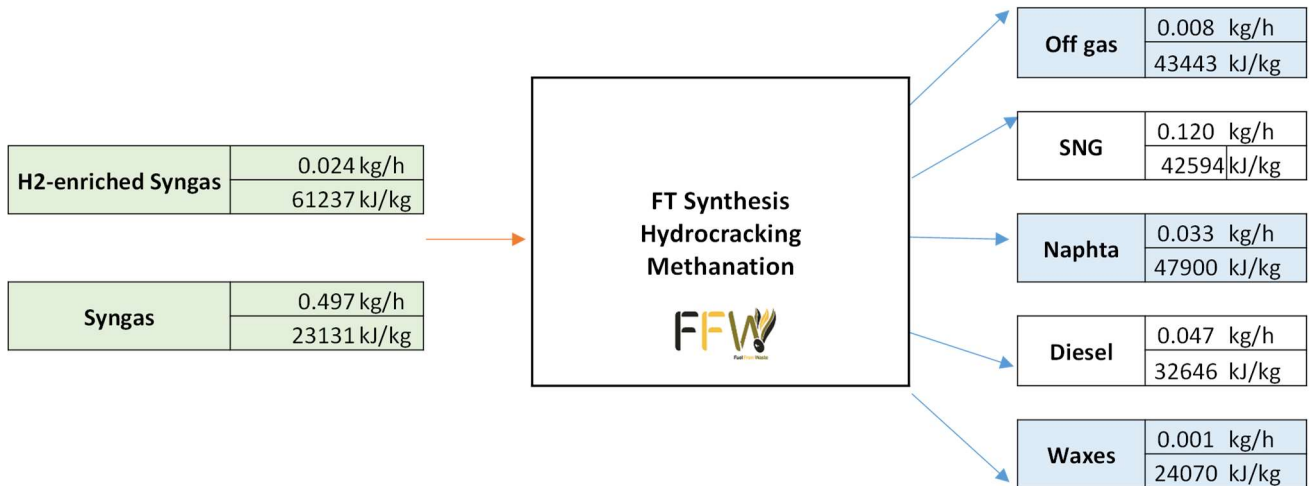 H2-enriched Syngas
0.024 kg/h
61237 kJ/kg
Syngas
0.497 kg/h
23131 kJ/kg
FT Synthesis
Hydrocracking
Methanation
FFW
Fuel From Waste
Off gas
0.008 kg/h
43443 kJ/kg
SNG
0.120 kg/h
42594 kJ/kg
Naphta
0.033 kg/h
47900 kJ/kg
Diesel
0.047 kg/h
32646 kJ/kg
Waxes
0.001 kg/h
24070 kJ/kg